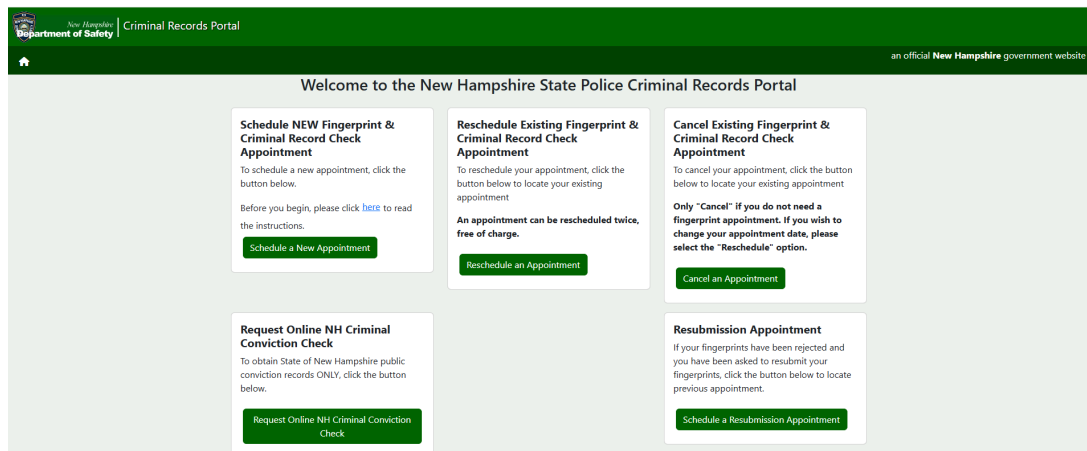 New Hampshire
Department of Safety
Criminal Records Portal
an official New Hampshire government website
Welcome to the New Hampshire State Police Criminal Records Portal
Schedule NEW Fingerprint &
Criminal Record Check
Appointment
To schedule a new appointment, click the
button below.
Before you begin, please click here to read
the instructions.
Schedule a New Appointment
Reschedule Existing Fingerprint &
Criminal Record Check
Appointment
To reschedule your appointment, click the
button below to locate your existing
appointment
An appointment can be rescheduled twice,
free of charge.
Reschedule an Appointment
Cancel Existing Fingerprint &
Criminal Record Check
Appointment
To cancel your appointment, click the button
below to locate your existing appointment
Only "Cancel" if you do not need a
fingerprint appointment. If you wish to
change your appointment date, please
select the "Reschedule" option.
Cancel an Appointment
Request Online NH Criminal
Conviction Check
To obtain State of New Hampshire public
conviction records ONLY, click the button
below.
Request Online NH Criminal Conviction
Check
Resubmission Appointment
If your fingerprints have been rejected and
you have been asked to resubmit your
fingerprints, click the button below to locate
previous appointment.
Schedule a Resubmission Appointment